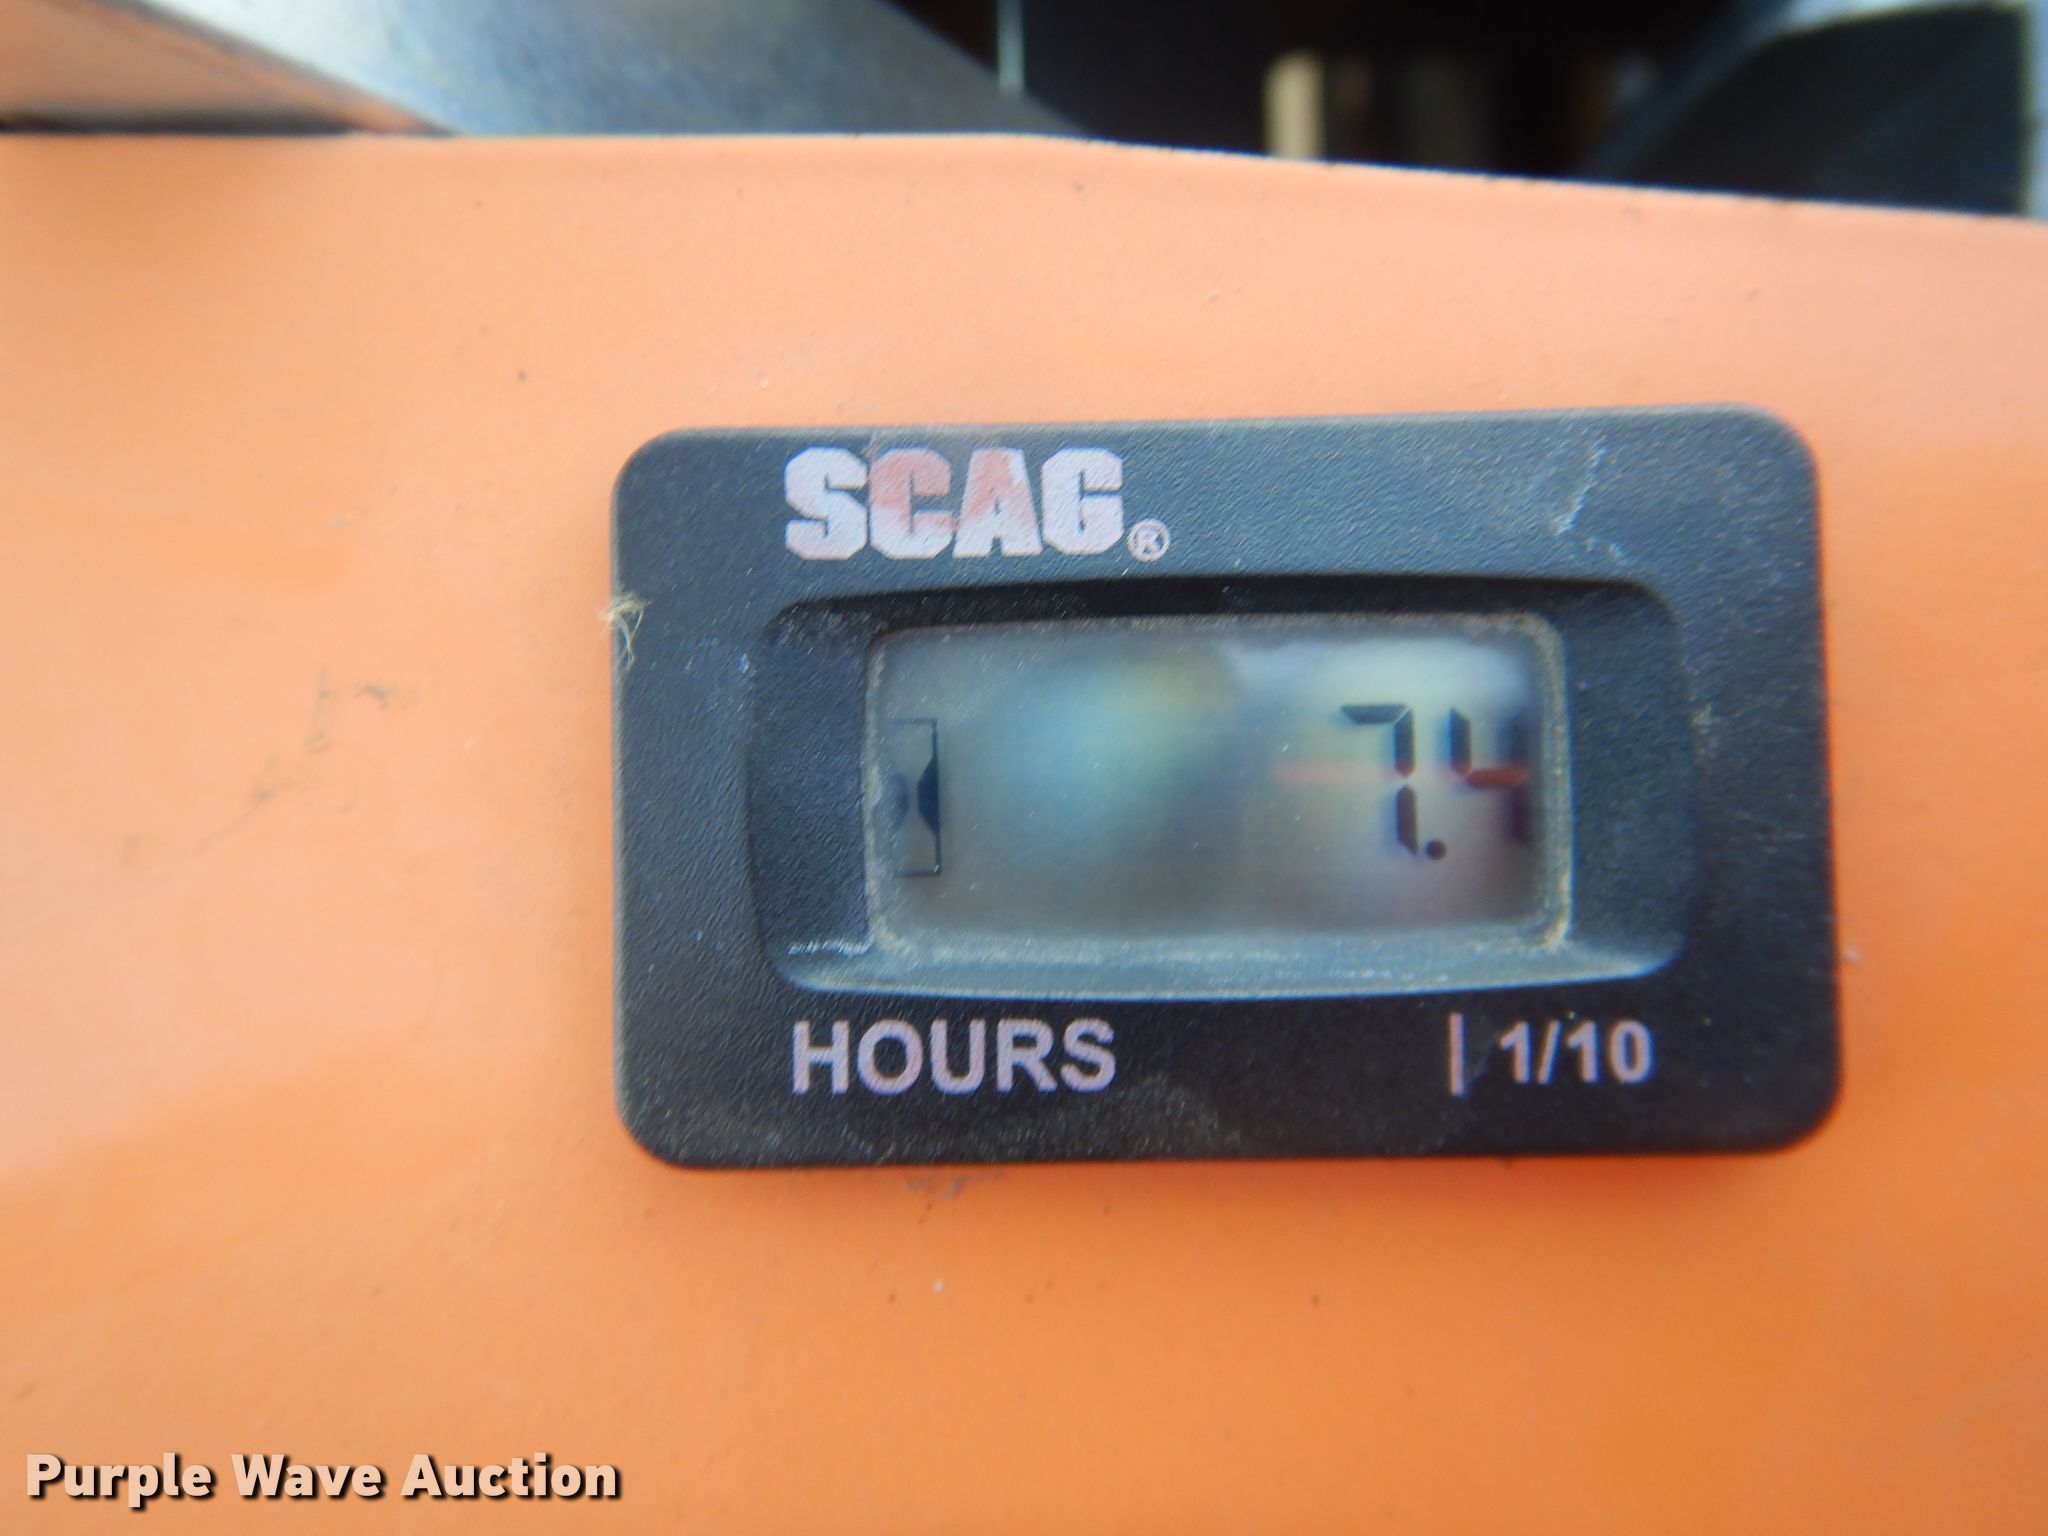 SCAG®
7.4
HOURS | 1/10
Purple Wave Auction